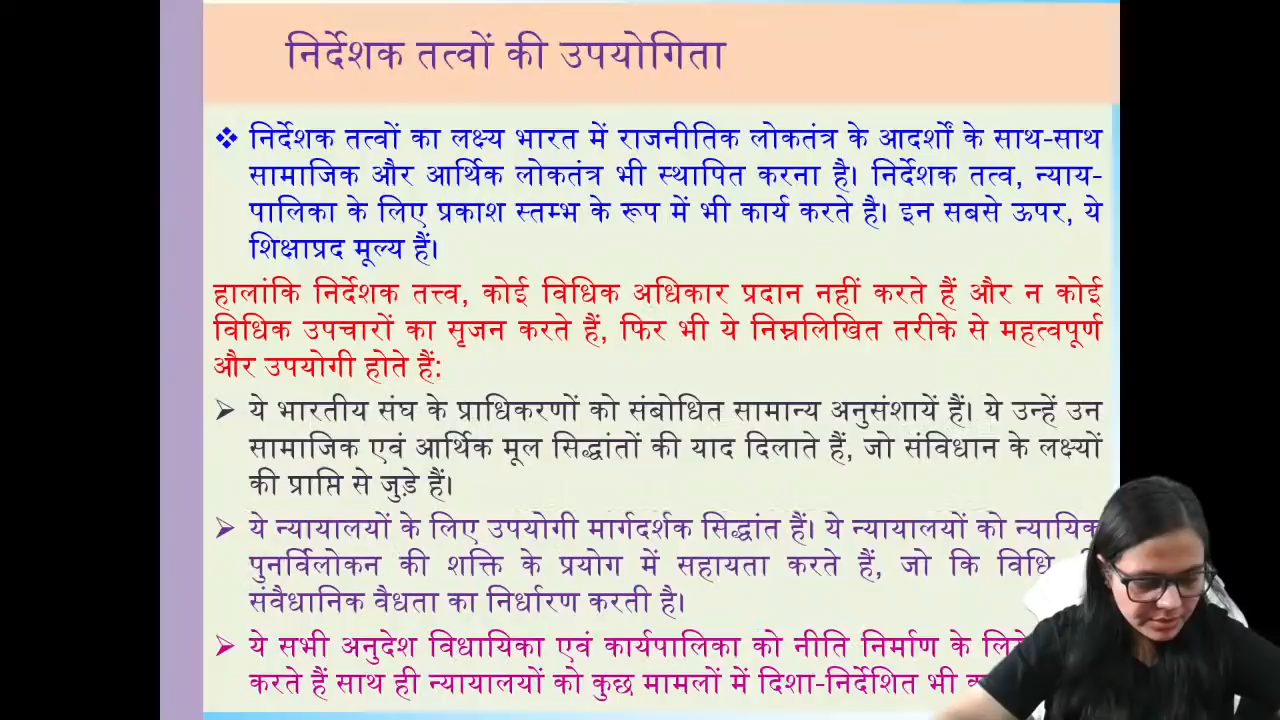 निर्देशक तत्वों की उपयोगिता
❖ निर्देशक तत्वों का लक्ष्य भारत में राजनीतिक लोकतंत्र के आदर्शों के साथ-साथ
सामाजिक और आर्थिक लोकतंत्र भी स्थापित करना है। निर्देशक तत्व, न्याय-
पालिका के लिए प्रकाश स्तम्भ के रूप में भी कार्य करते है। इन सबसे ऊपर, ये
शिक्षाप्रद मूल्य हैं।
हालांकि निर्देशक तत्त्व, कोई विधिक अधिकार प्रदान नहीं करते हैं और न कोई
विधिक उपचारों का सृजन करते हैं, फिर भी ये निम्नलिखित तरीके से महत्वपूर्ण
और उपयोगी होते हैं:
➢ ये भारतीय संघ के प्राधिकरणों को संबोधित सामान्य अनुसंशायें हैं। ये उन्हें उन
सामाजिक एवं आर्थिक मूल सिद्धांतों की याद दिलाते हैं, जो संविधान के लक्ष्यों
की प्राप्ति से जुड़े हैं।
➢ ये न्यायालयों के लिए उपयोगी मार्गदर्शक सिद्धांत हैं। ये न्यायालयों को न्यायिक
पुनर्विलोकन की शक्ति के प्रयोग में सहायता करते हैं, जो कि विधि
संवैधानिक वैधता का निर्धारण करती है।
➢ ये सभी अनुदेश विधायिका एवं कार्यपालिका को नीति निर्माण के
करते हैं साथ ही न्यायालयों को कुछ मामलों में दिशा-निर्देशित भी